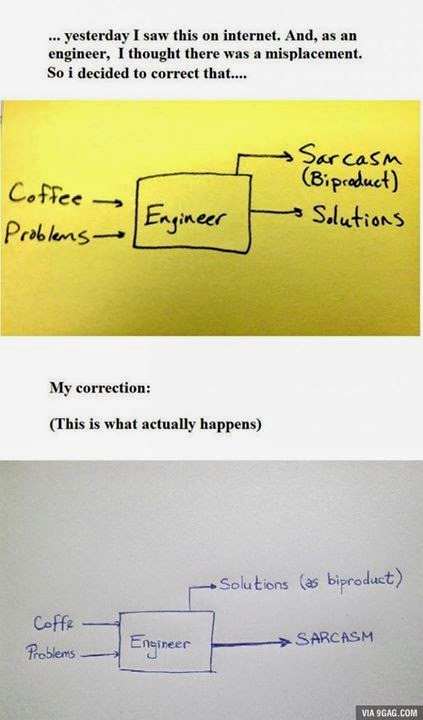 ... yesterday I saw this on internet. And, as an
engineer, I thought there was a misplacement.
So i decided to correct that....
Sarcasm
(Biproduct)
Coffee
Engineer
Solutions
Problems
My correction:
(This is what actually happens)
Solutions (as biproduct)
Coffe
Engineer
SARCASM
Problems
VIA 9GAG.COM